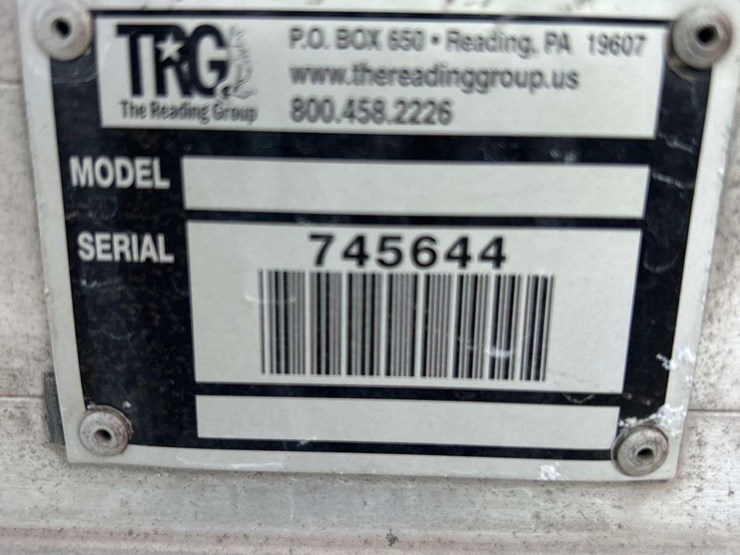 TRG
The Reading Group
P.O. BOX 650 • Reading, PA 19607
www.thereadinggroup.us
800.458.2226
MODEL
SERIAL 745644